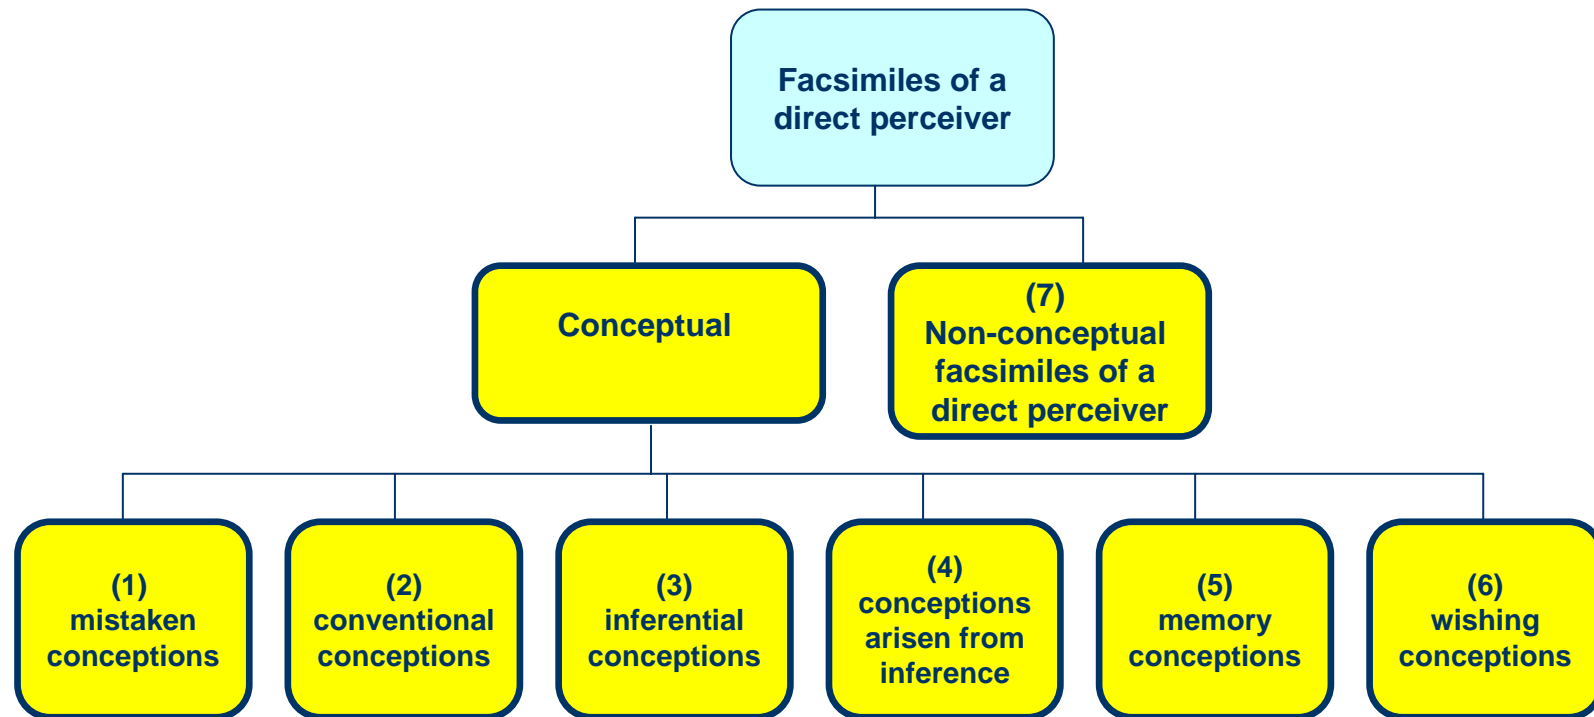 Facsimiles of a
direct perceiver
Conceptual
(7)
Non-conceptual
facsimiles of a
direct perceiver
(1)
mistaken
conceptions
(2)
conventional
conceptions
(3)
inferential
conceptions
(4)
conceptions
arisen from
inference
(5)
memory
conceptions
(6)
wishing
conceptions